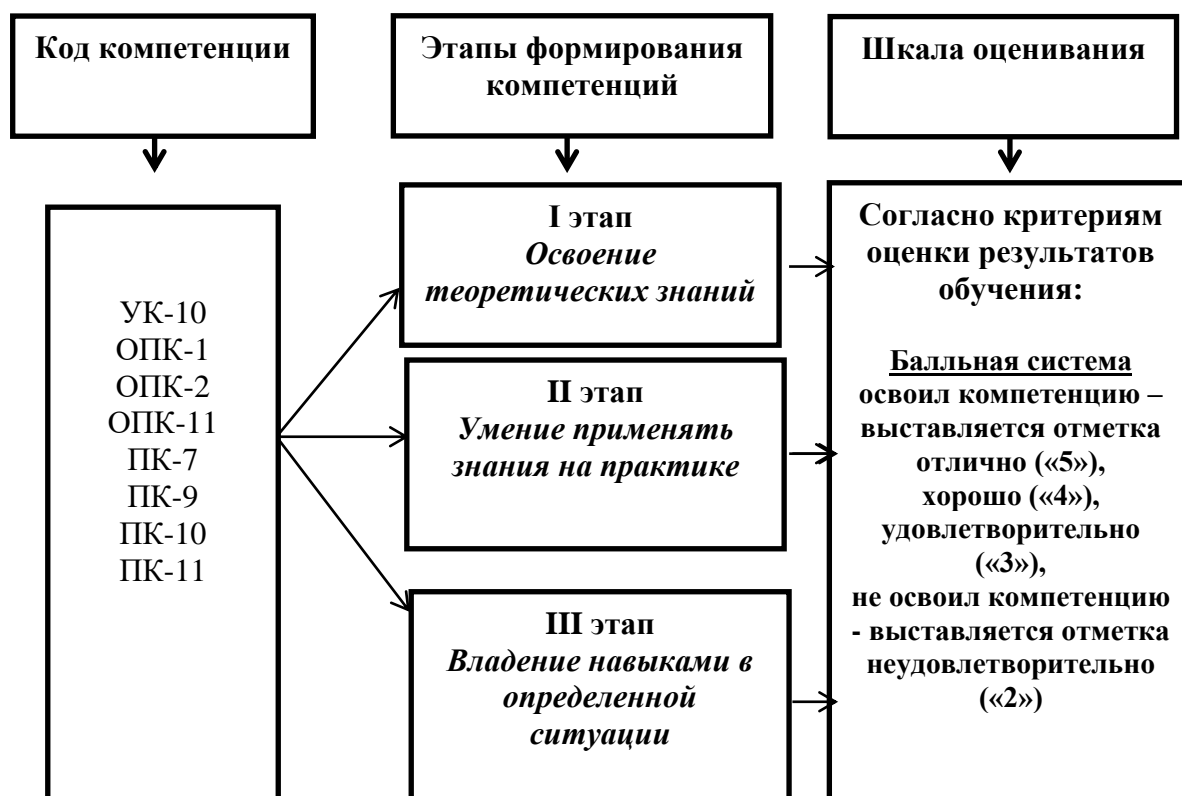 Код компетенции
Этапы формирования
компетенций
Шкала оценивания
УК-10
ОПК-1
ОПК-2
ОПК-11
ПК-7
ПК-9
ПК-10
ПК-11
I этап
Освоение
теоретических знаний
II этап
Умение применять
знания на практике
III этап
Владение навыками в
определенной
ситуации
Согласно критериям
оценки результатов
обучения:
Балльная система
освоил компетенцию –
выставляется отметка
отлично («5»),
хорошо («4»),
удовлетворительно
(«3»),
не освоил компетенцию
- выставляется отметка
неудовлетворительно
(«2»)